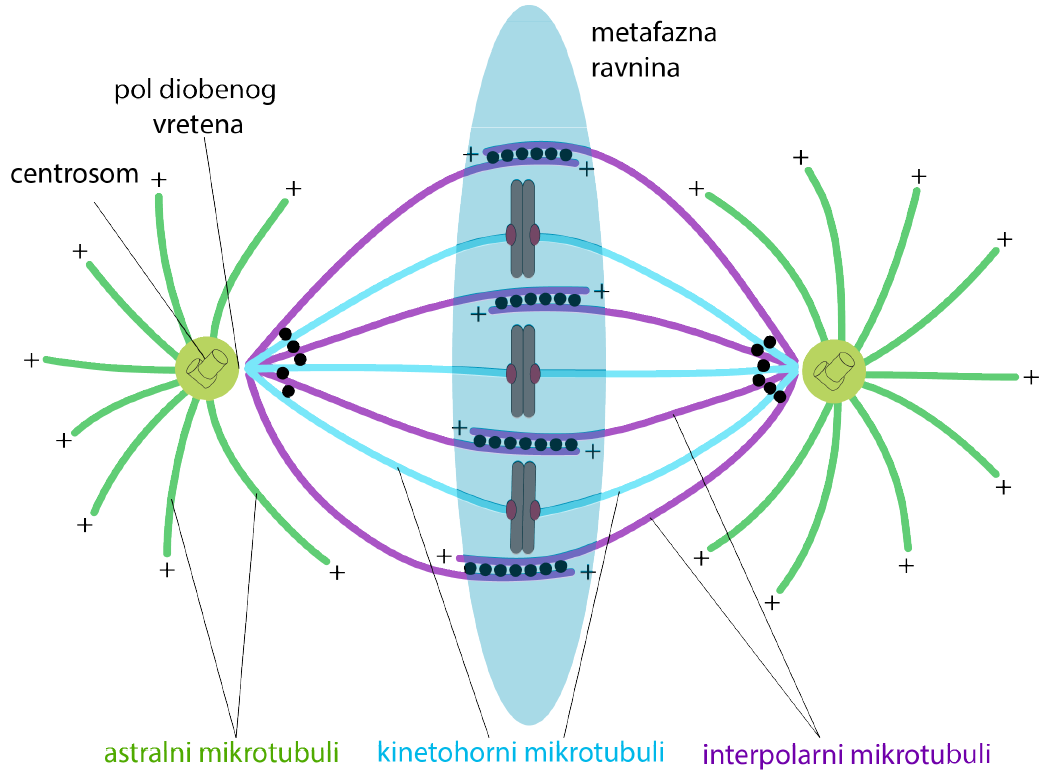 metafazna
ravnina
pol diobenog
vretena
centrosom
+ + + + + + + + + + + + + + + + + + + + + + + + + + +
astralni mikrotubuli
kinetohorni mikrotubuli
interpolarni mikrotubuli